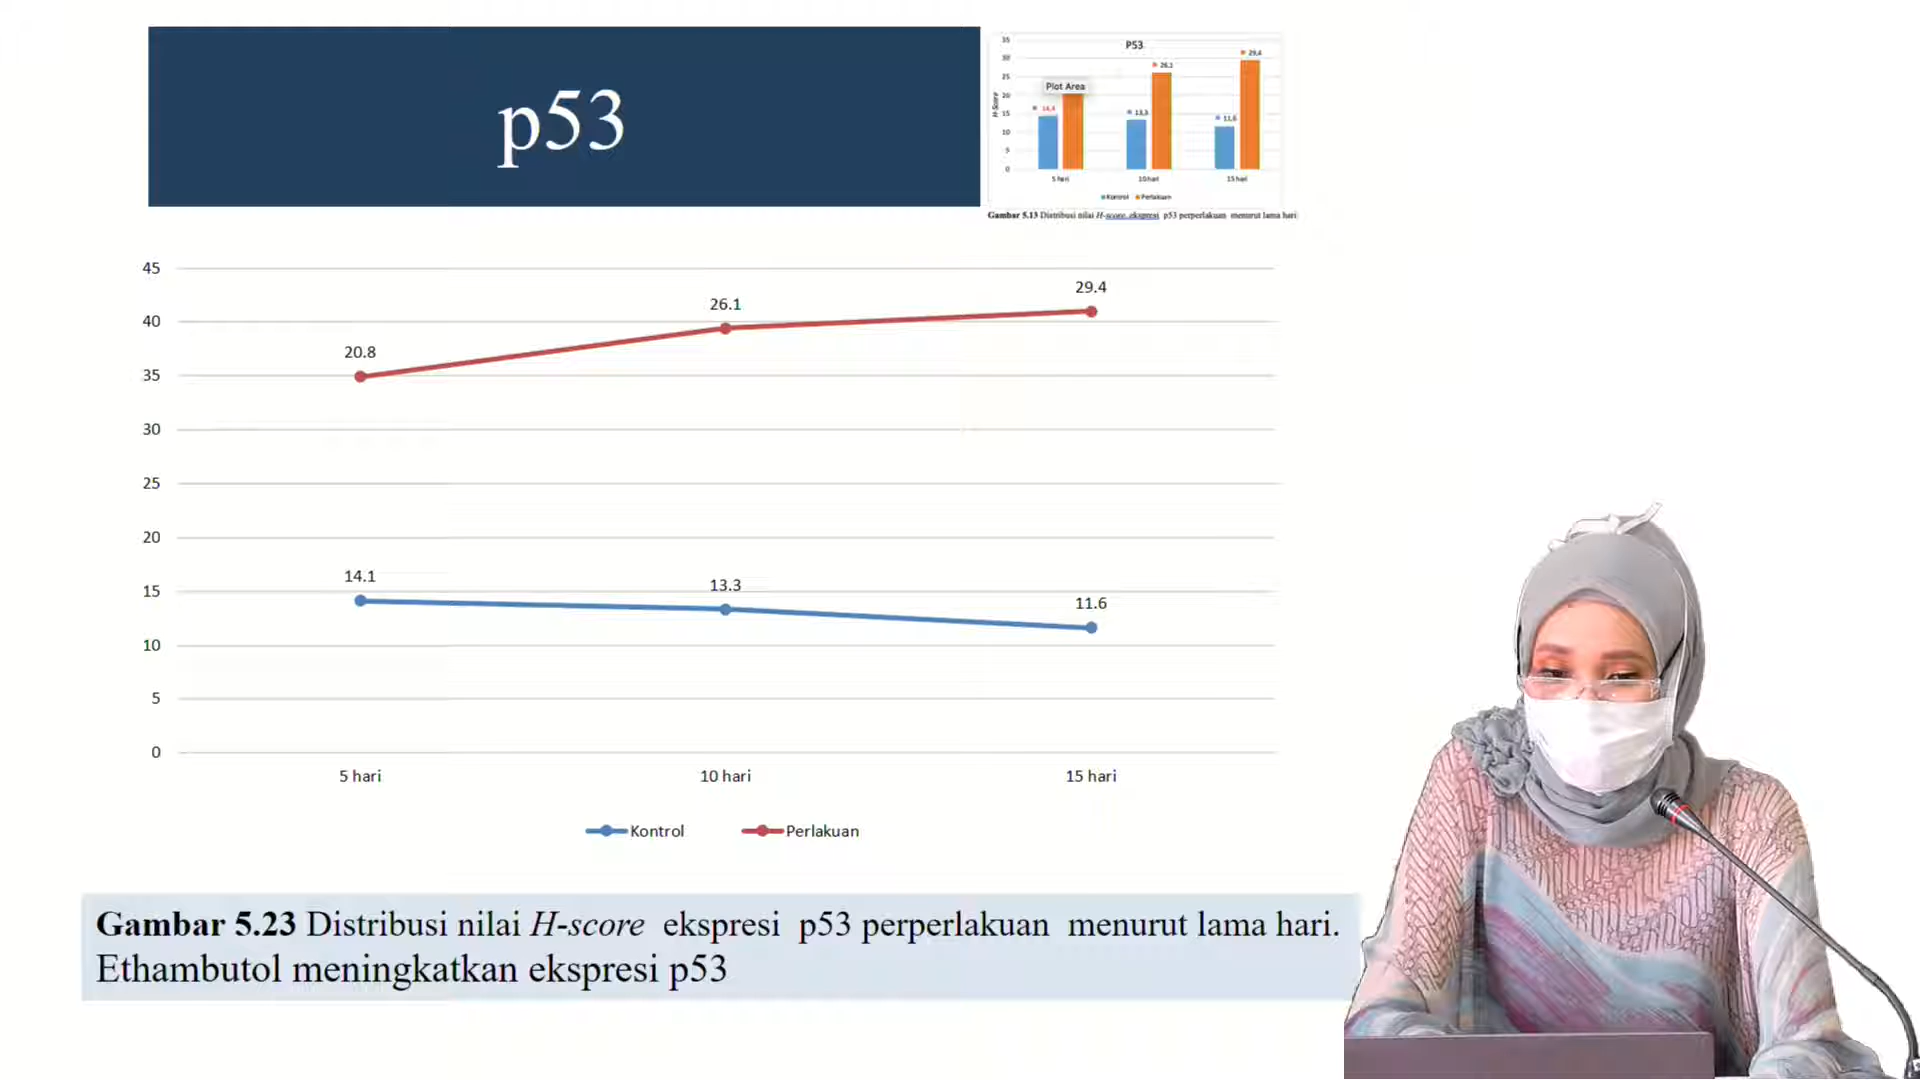 p53
P53
35
30
25
20
15
10
5
0
H-Score
Plot Area
14,4
26,1
29,4
13,3
11,6
5 hari
10 hari
15 hari
Kontrol
Perlakuan
Gambar 5.13 Distribusi nilai H-score ekspresi p53 perperlakuan menurut lama hari
45
40
35
30
25
20
15
10
5
0
20.8
26.1
29.4
14.1
13.3
11.6
5 hari
10 hari
15 hari
Kontrol
Perlakuan
Gambar 5.23 Distribusi nilai H-score ekspresi p53 perperlakuan menurut lama hari.
Ethambutol meningkatkan ekspresi p53